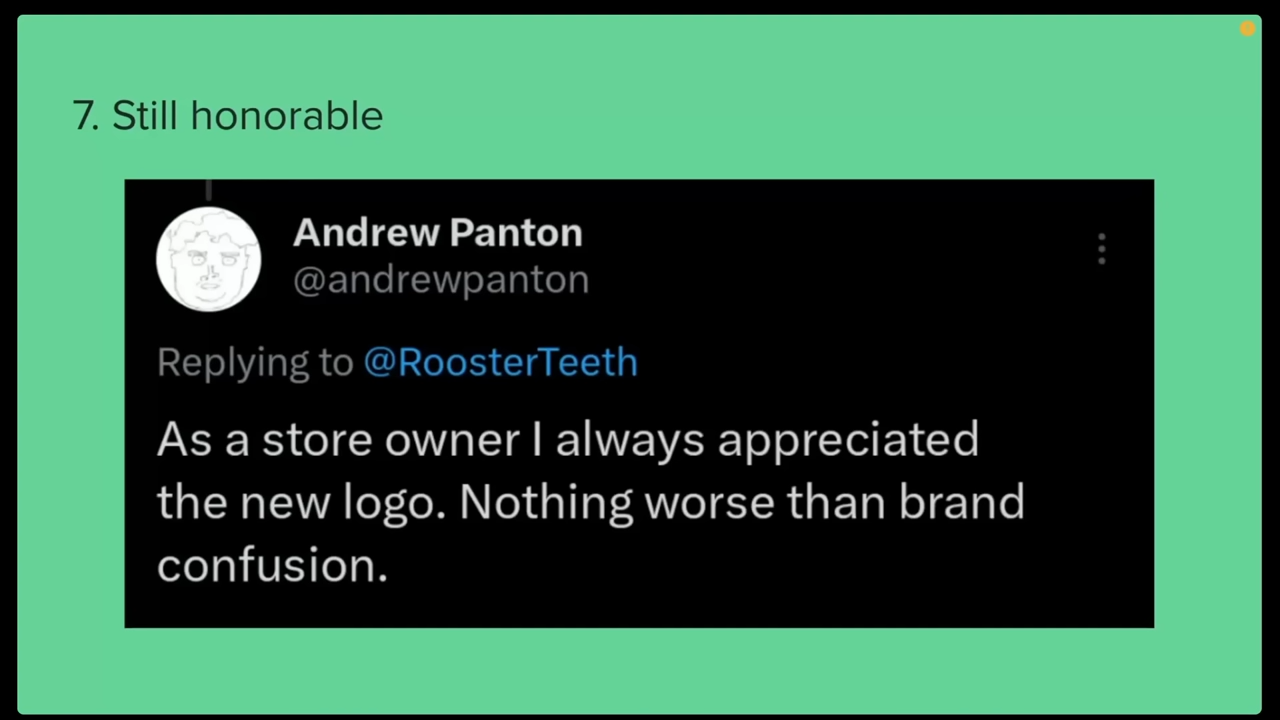 7. Still honorable
Andrew Panton
@andrewpanton
Replying to @RoosterTeeth
As a store owner I always appreciated
the new logo. Nothing worse than brand
confusion.